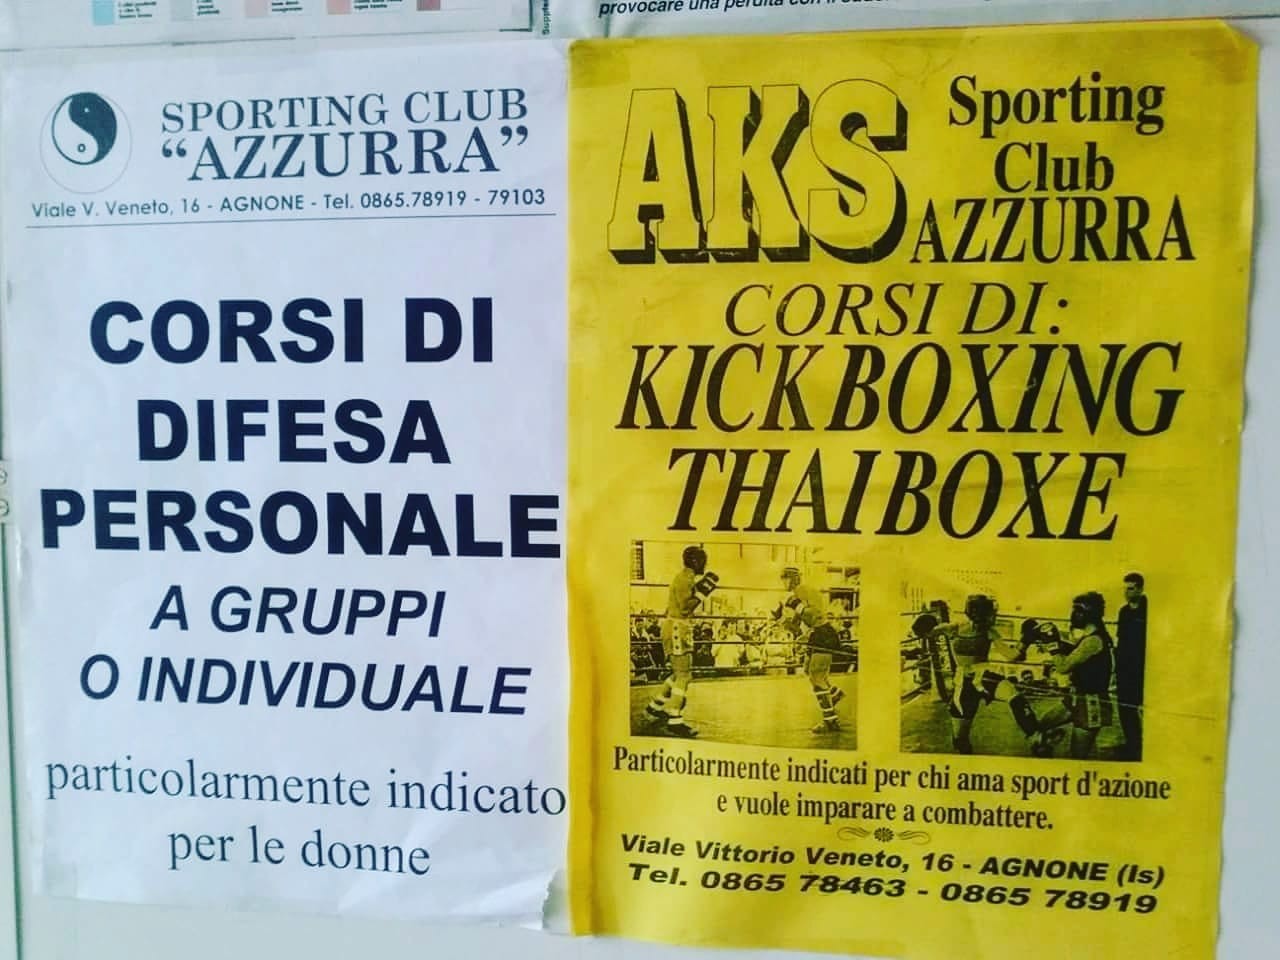 provocare una perdita con
SPORTING CLUB
“AZZURRA”
Viale V. Veneto, 16 - AGNONE - Tel. 0865.78919 - 79103
CORSI DI
DIFESA
PERSONALE
A GRUPPI
O INDIVIDUALE
particolarmente indicato
per le donne
AKS
Sporting
Club
AZZURRA
CORSI DI:
KICKBOXING
THAIBOXE
Particolarmente indicati per chi ama sport d'azione
e vuole imparare a combattere.
Viale Vittorio Veneto, 16 - AGNONE (Is)
Tel. 0865 78463 - 0865 78919